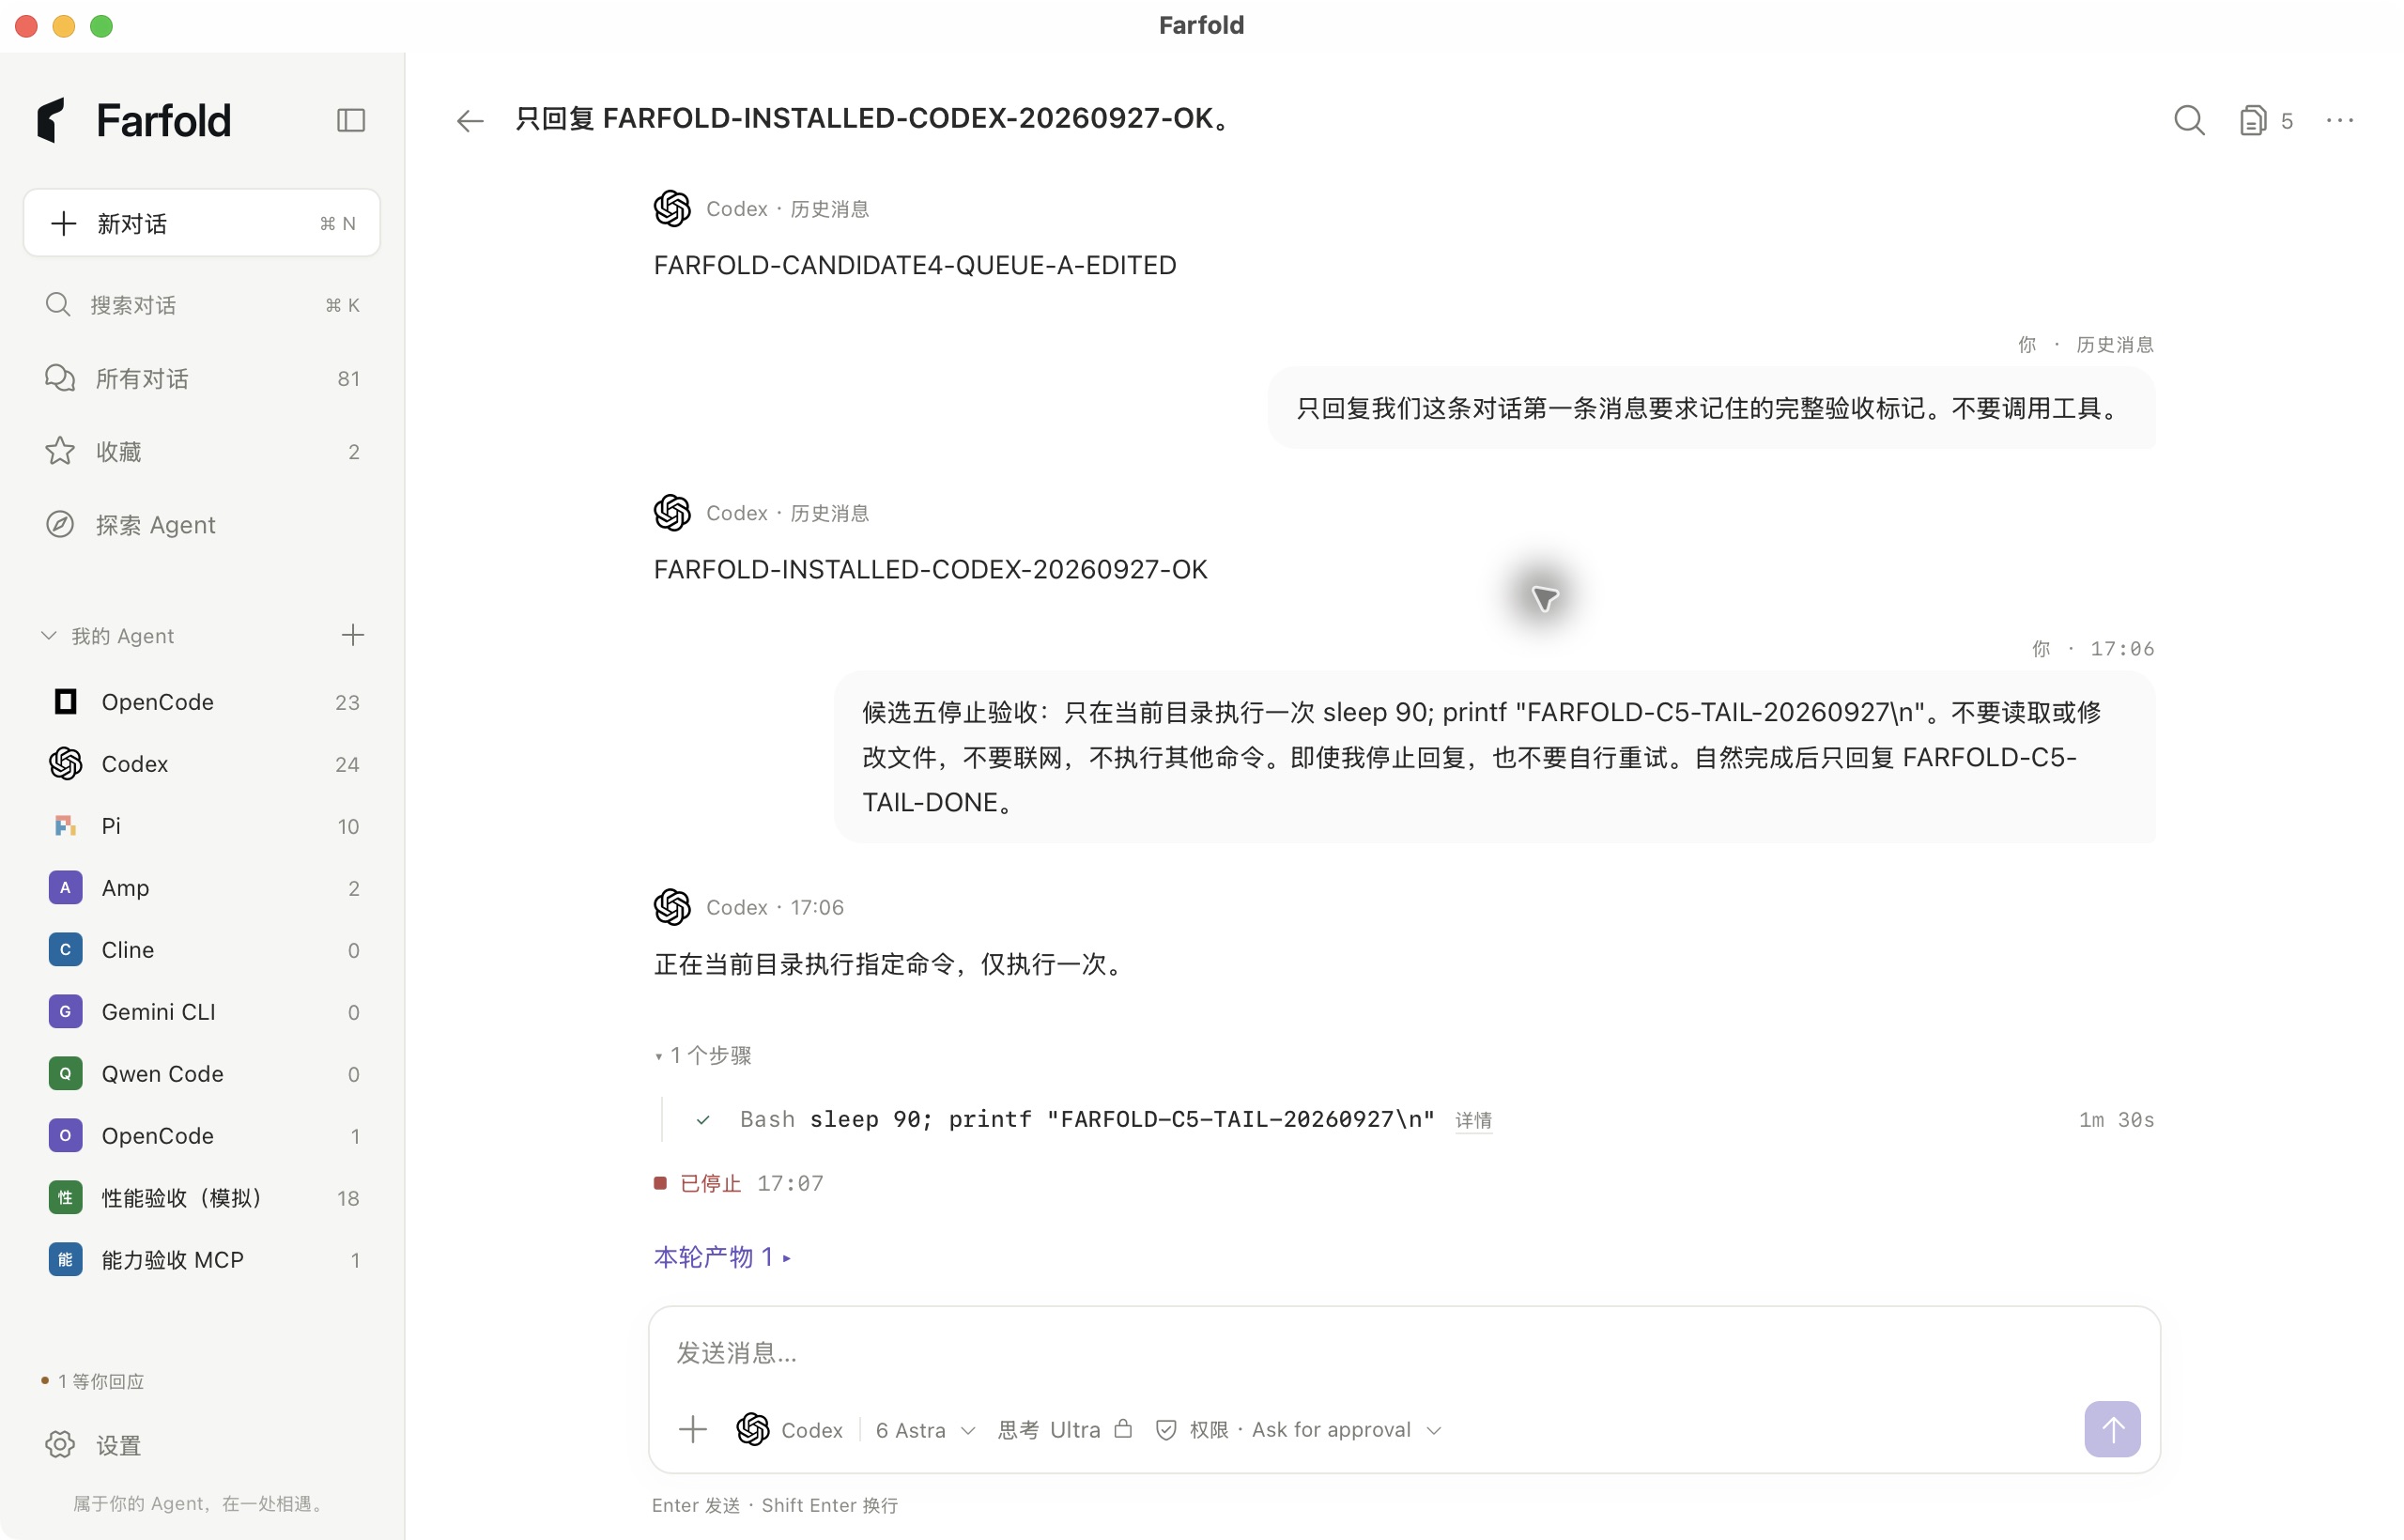 Farfold
Farfold
新对话 ⌘ N
搜索对话 ⌘ K
所有对话 81
收藏 2
探索 Agent
我的 Agent
OpenCode 23
Codex 24
Pi 10
A Amp 2
C Cline 0
G Gemini CLI 0
Q Qwen Code 0
O OpenCode 1
性 性能验收（模拟） 18
能 能力验收 MCP 1
1 等你回应
设置
属于你的 Agent，在一处相遇。
只回复 FARFOLD-INSTALLED-CODEX-20260927-OK。
5
Codex · 历史消息
FARFOLD-CANDIDATE4-QUEUE-A-EDITED
你 · 历史消息
只回复我们这条对话第一条消息要求记住的完整验收标记。不要调用工具。
Codex · 历史消息
FARFOLD-INSTALLED-CODEX-20260927-OK
你 · 17:06
候选五停止验收：只在当前目录执行一次 sleep 90; printf "FARFOLD-C5-TAIL-20260927\n"。不要读取或修
改文件，不要联网，不执行其他命令。即使我停止回复，也不要自行重试。自然完成后只回复 FARFOLD-C5-
TAIL-DONE。
Codex · 17:06
正在当前目录执行指定命令，仅执行一次。
1 个步骤
Bash sleep 90; printf "FARFOLD-C5-TAIL-20260927\n" 详情 1m 30s
已停止 17:07
本轮产物 1
发送消息...
Codex 6 Astra 思考 Ultra 权限 · Ask for approval
Enter 发送 · Shift Enter 换行